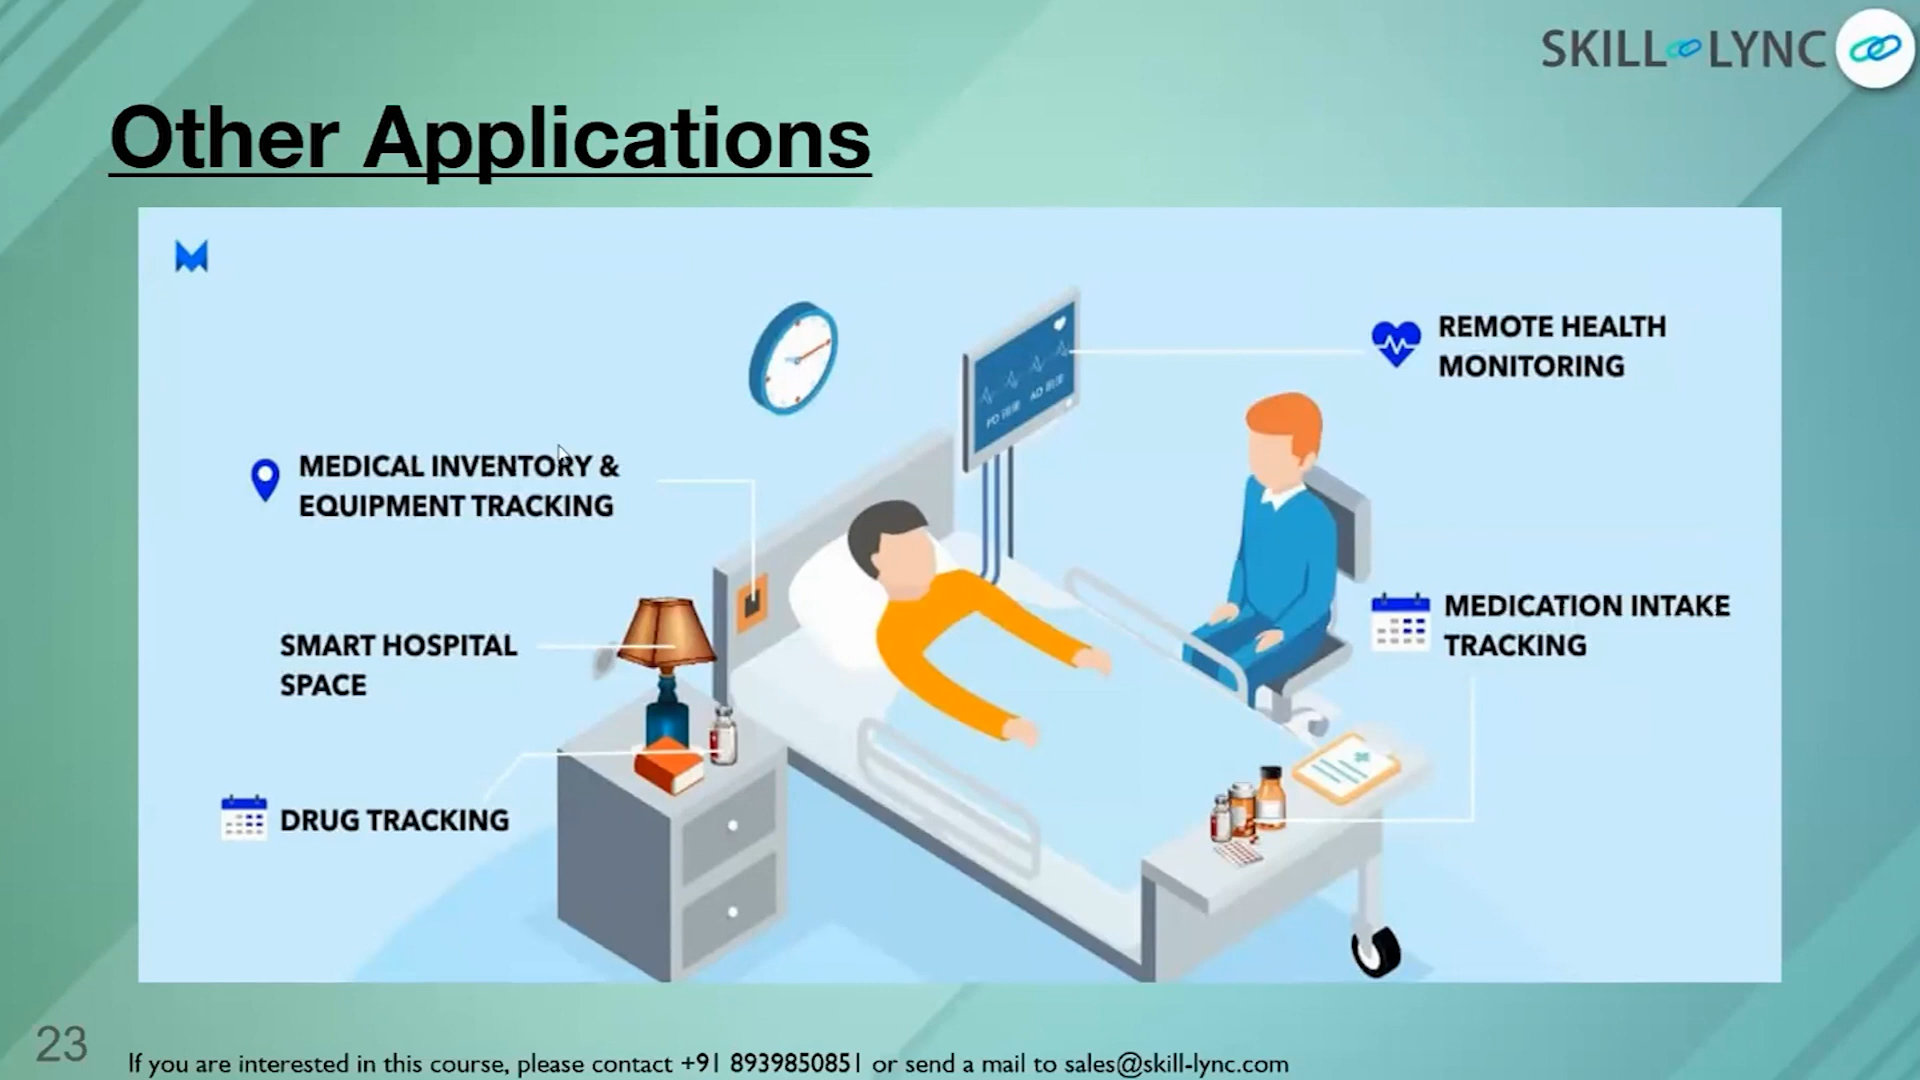 SKILL LYNC
Other Applications
REMOTE HEALTH
MONITORING
MEDICAL INVENTORY &
EQUIPMENT TRACKING
MEDICATION INTAKE
TRACKING
SMART HOSPITAL
SPACE
DRUG TRACKING
23
If you are interested in this course, please contact +91 8939850851 or send a mail to sales@skill-lync.com